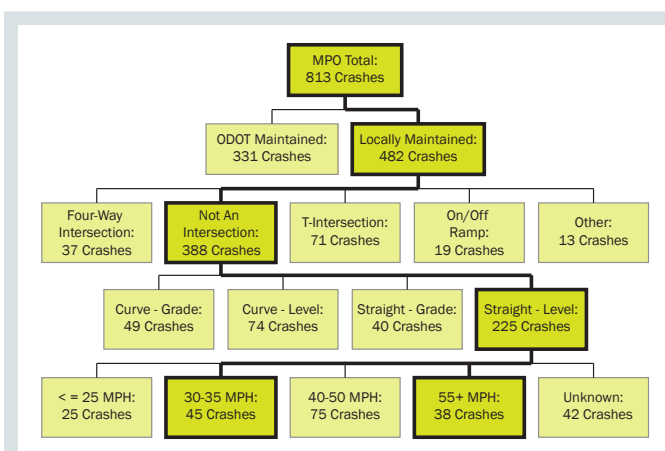 MPO Total:
813 Crashes
ODOT Maintained:
331 Crashes
Locally Maintained:
482 Crashes
Four-Way
Intersection:
37 Crashes
Not An
Intersection:
388 Crashes
T-Intersection:
71 Crashes
On/Off
Ramp:
19 Crashes
Other:
13 Crashes
Curve - Grade:
49 Crashes
Curve - Level:
74 Crashes
Straight - Grade:
40 Crashes
Straight - Level:
225 Crashes
< = 25 MPH:
25 Crashes
30-35 MPH:
45 Crashes
40-50 MPH:
75 Crashes
55+ MPH:
38 Crashes
Unknown:
42 Crashes